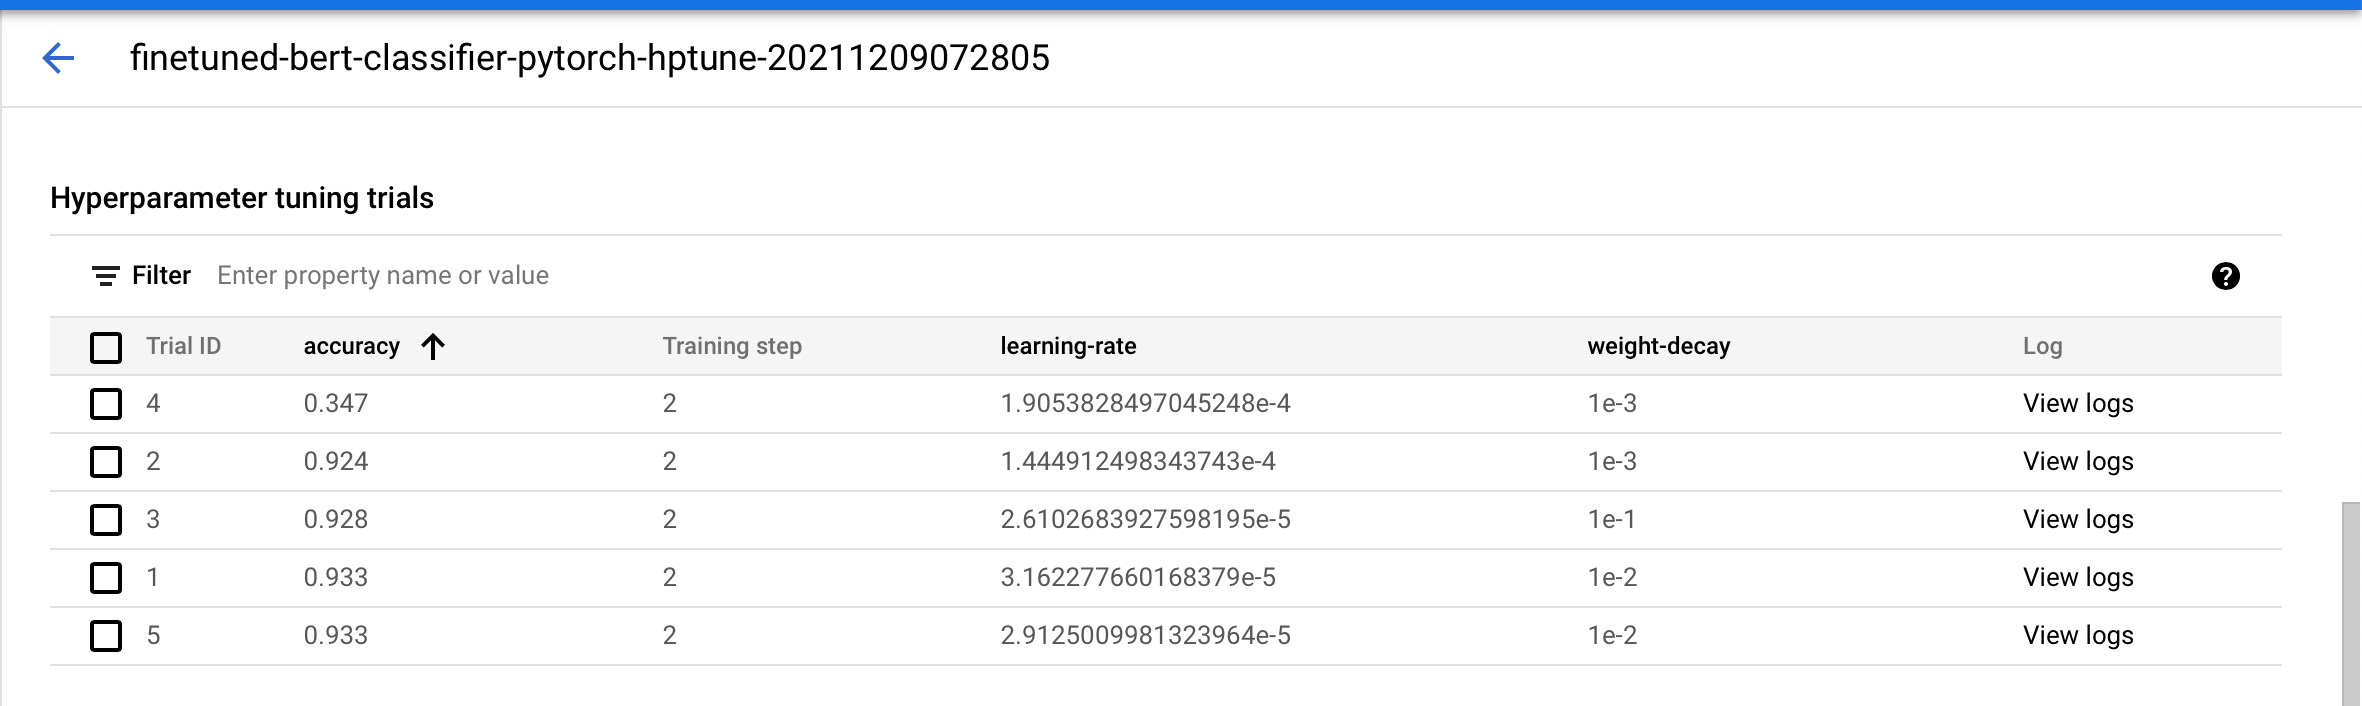 finetuned-bert-classifier-pytorch-hptune-20211209072805
Hyperparameter tuning trials
Filter Enter property name or value
Trial ID accuracy Training step learning-rate weight-decay Log
4 0.347 2 1.9053828497045248e-4 1e-3 View logs
2 0.924 2 1.444912498343743e-4 1e-3 View logs
3 0.928 2 2.6102683927598195e-5 1e-1 View logs
1 0.933 2 3.162277660168379e-5 1e-2 View logs
5 0.933 2 2.9125009981323964e-5 1e-2 View logs